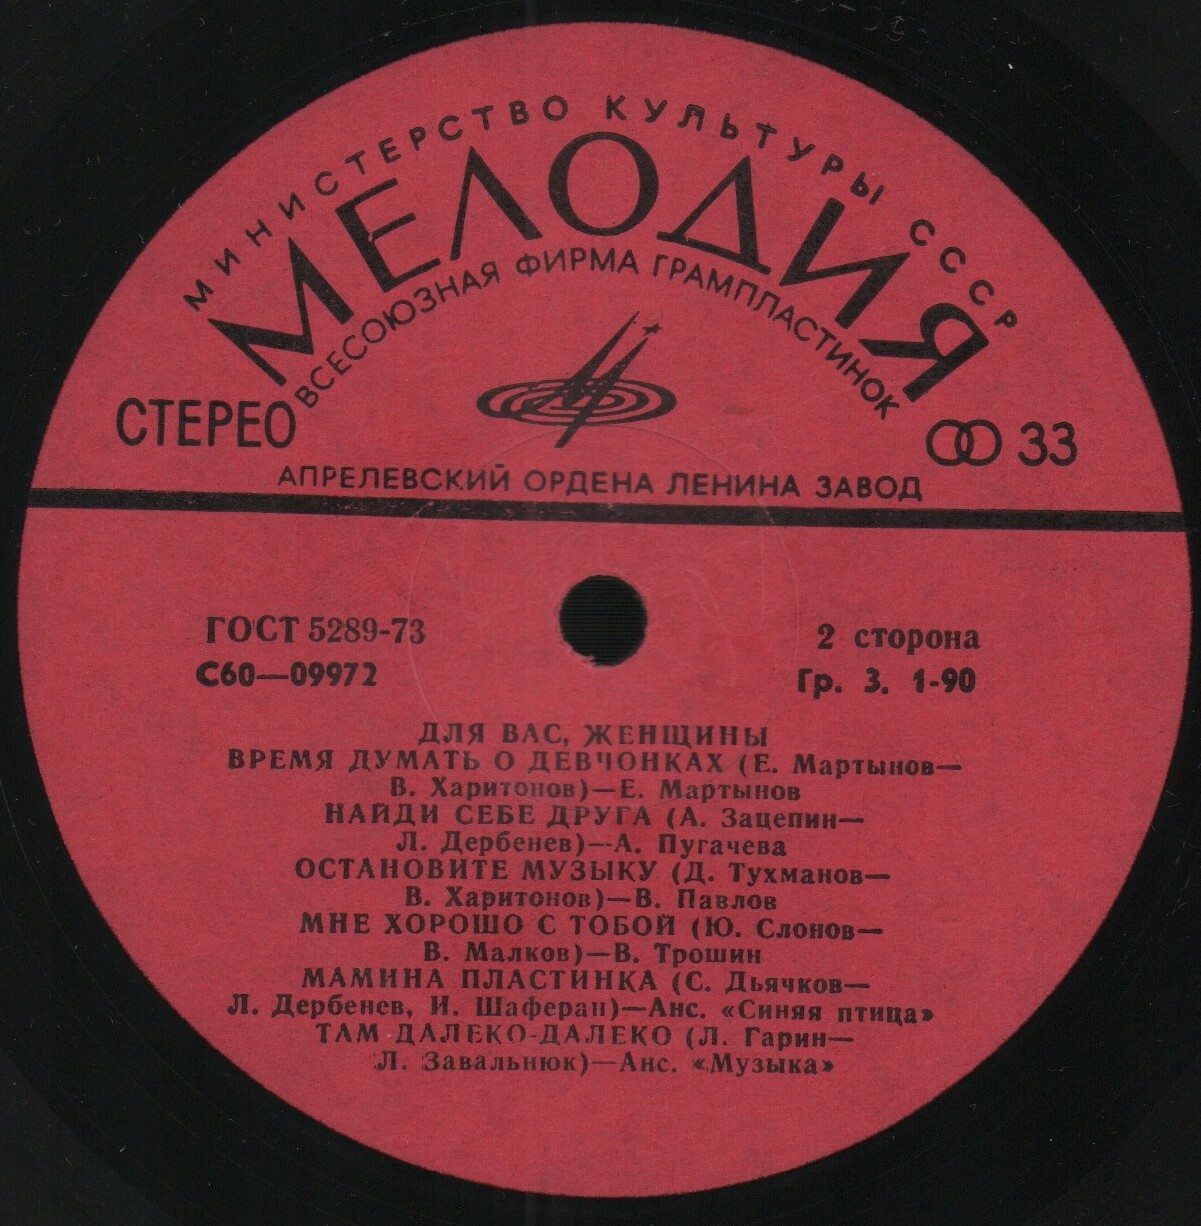 МИНИСТЕРСТВО КУЛЬТУРЫ СССР
МЕЛОДИЯ
ВСЕСОЮЗНАЯ ФИРМА ГРАМПЛАСТИНОК
СТЕРЕО
33
АПРЕЛЕВСКИЙ ОРДЕНА ЛЕНИНА ЗАВОД
ГОСТ 5289-73
2 сторона
С60—09972
Гр. 3. 1-90
ДЛЯ ВАС, ЖЕНЩИНЫ
ВРЕМЯ ДУМАТЬ О ДЕВЧОНКАХ (Е. Мартынов—
В. Харитонов)—Е. Мартынов
НАЙДИ СЕБЕ ДРУГА (А. Зацепин—
Л. Дербенев)—А. Пугачева
ОСТАНОВИТЕ МУЗЫКУ (Д. Тухманов—
В. Харитонов)—В. Павлов
МНЕ ХОРОШО С ТОБОЙ (Ю. Слонов—
В. Малков)—В. Трошин
МАМИНА ПЛАСТИНКА (С. Дьячков—
Л. Дербенев, И. Шаферан)—Анс. «Синяя птица»
ТАМ ДАЛЕКО-ДАЛЕКО (Л. Гарин—
Л. Завальнюк)—Анс. «Музыка»